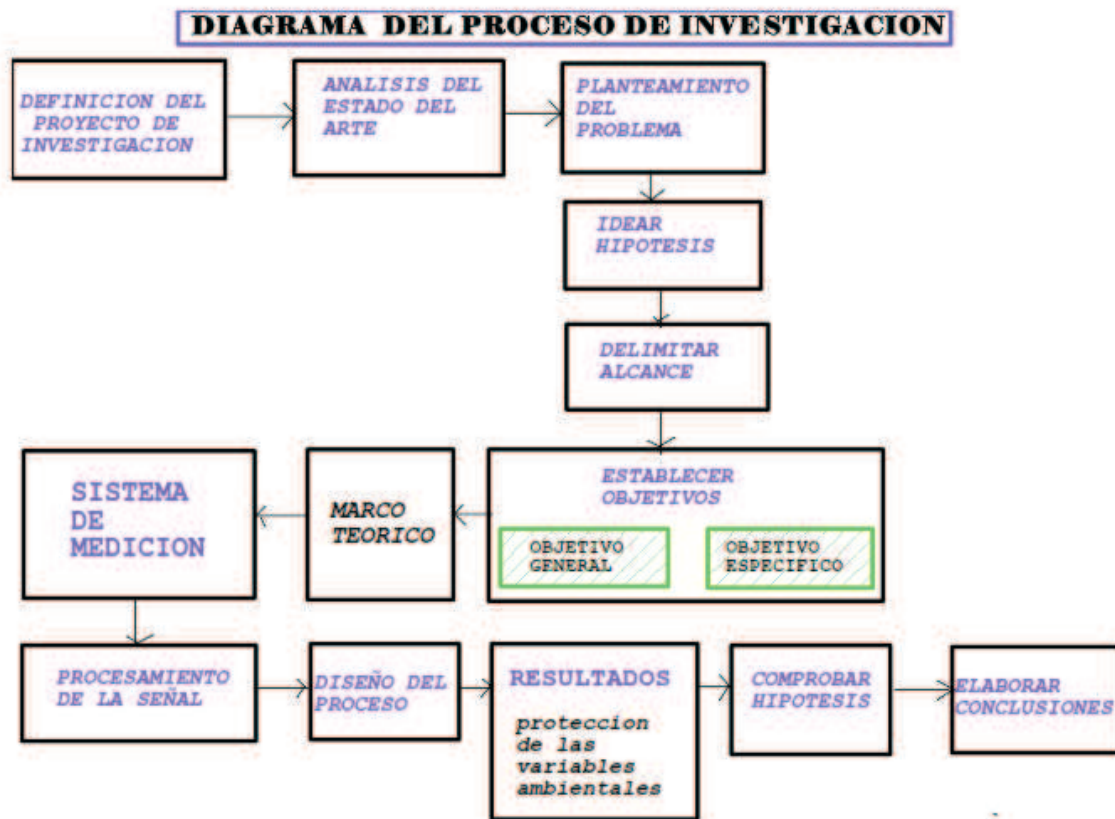 DIAGRAMA DEL PROCESO DE INVESTIGACION
DEFINICION DEL
PROYECTO DE
INVESTIGACION
ANALISIS DEL
ESTADO DEL
ARTE
PLANTEAMIENTO
DEL
PROBLEMA
IDEAR
HIPOTESIS
DELIMITAR
ALCANCE
ESTABLECER
OBJETIVOS
OBJETIVO
GENERAL
OBJETIVO
ESPECIFICO
MARCO
TEORICO
SISTEMA
DE
MEDICION
PROCESAMIENTO
DE LA SEÑAL
DISEÑO DEL
PROCESO
RESULTADOS
proteccion
de las
variables
ambientales
COMPROBAR
HIPOTESIS
ELABORAR
CONCLUSIONES